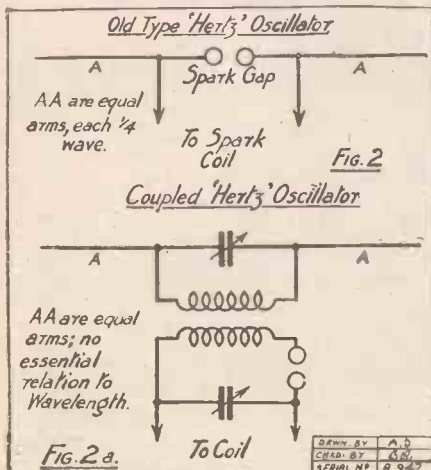 Old Type 'Hertz' Oscillator
A
A
Spark Gap
AA are equal
arms, each ¼
wave.
To Spark
Coil
FIG. 2
Coupled 'Hertz' Oscillator
A
A
AA are equal
arms; no
essential
relation to
Wavelength.
FIG. 2a.
To Coil
DRWN. BY A.S
CHKD. BY
SERIAL Nº